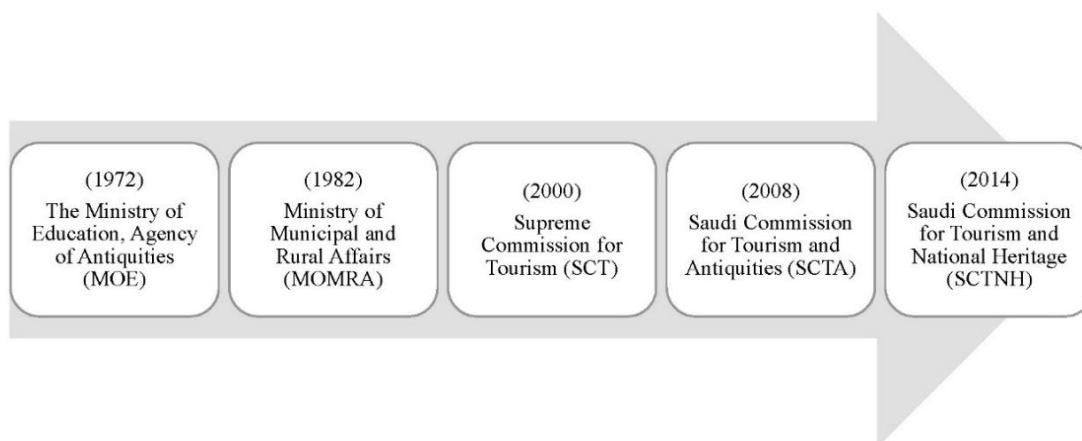 (1972)
The Ministry of
Education, Agency
of Antiquities
(MOE)
(1982)
Ministry of
Municipal and
Rural Affairs
(MOMRA)
(2000)
Supreme
Commission for
Tourism (SCT)
(2008)
Saudi Commission
for Tourism and
Antiquities (SCTA)
(2014)
Saudi Commission
for Tourism and
National Heritage
(SCTNH)